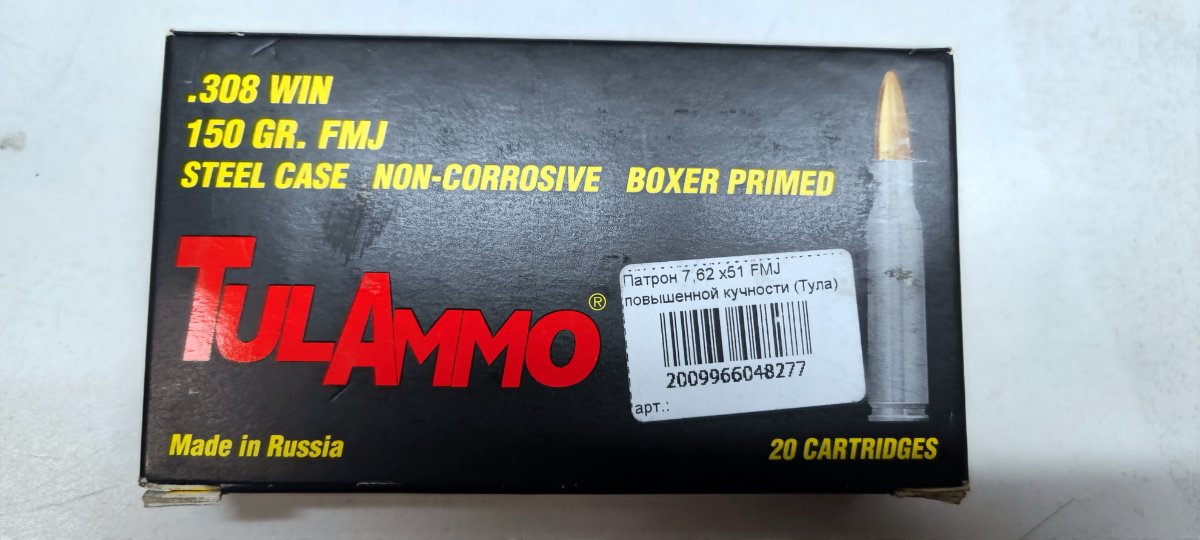 .308 WIN
150 GR. FMJ
STEEL CASE NON-CORROSIVE BOXER PRIMED
TULAMMO®
Патрон 7,62 х51 FMJ
повышенной кучности (Тула)
2009966048277
арт.:
Made in Russia
20 CARTRIDGES